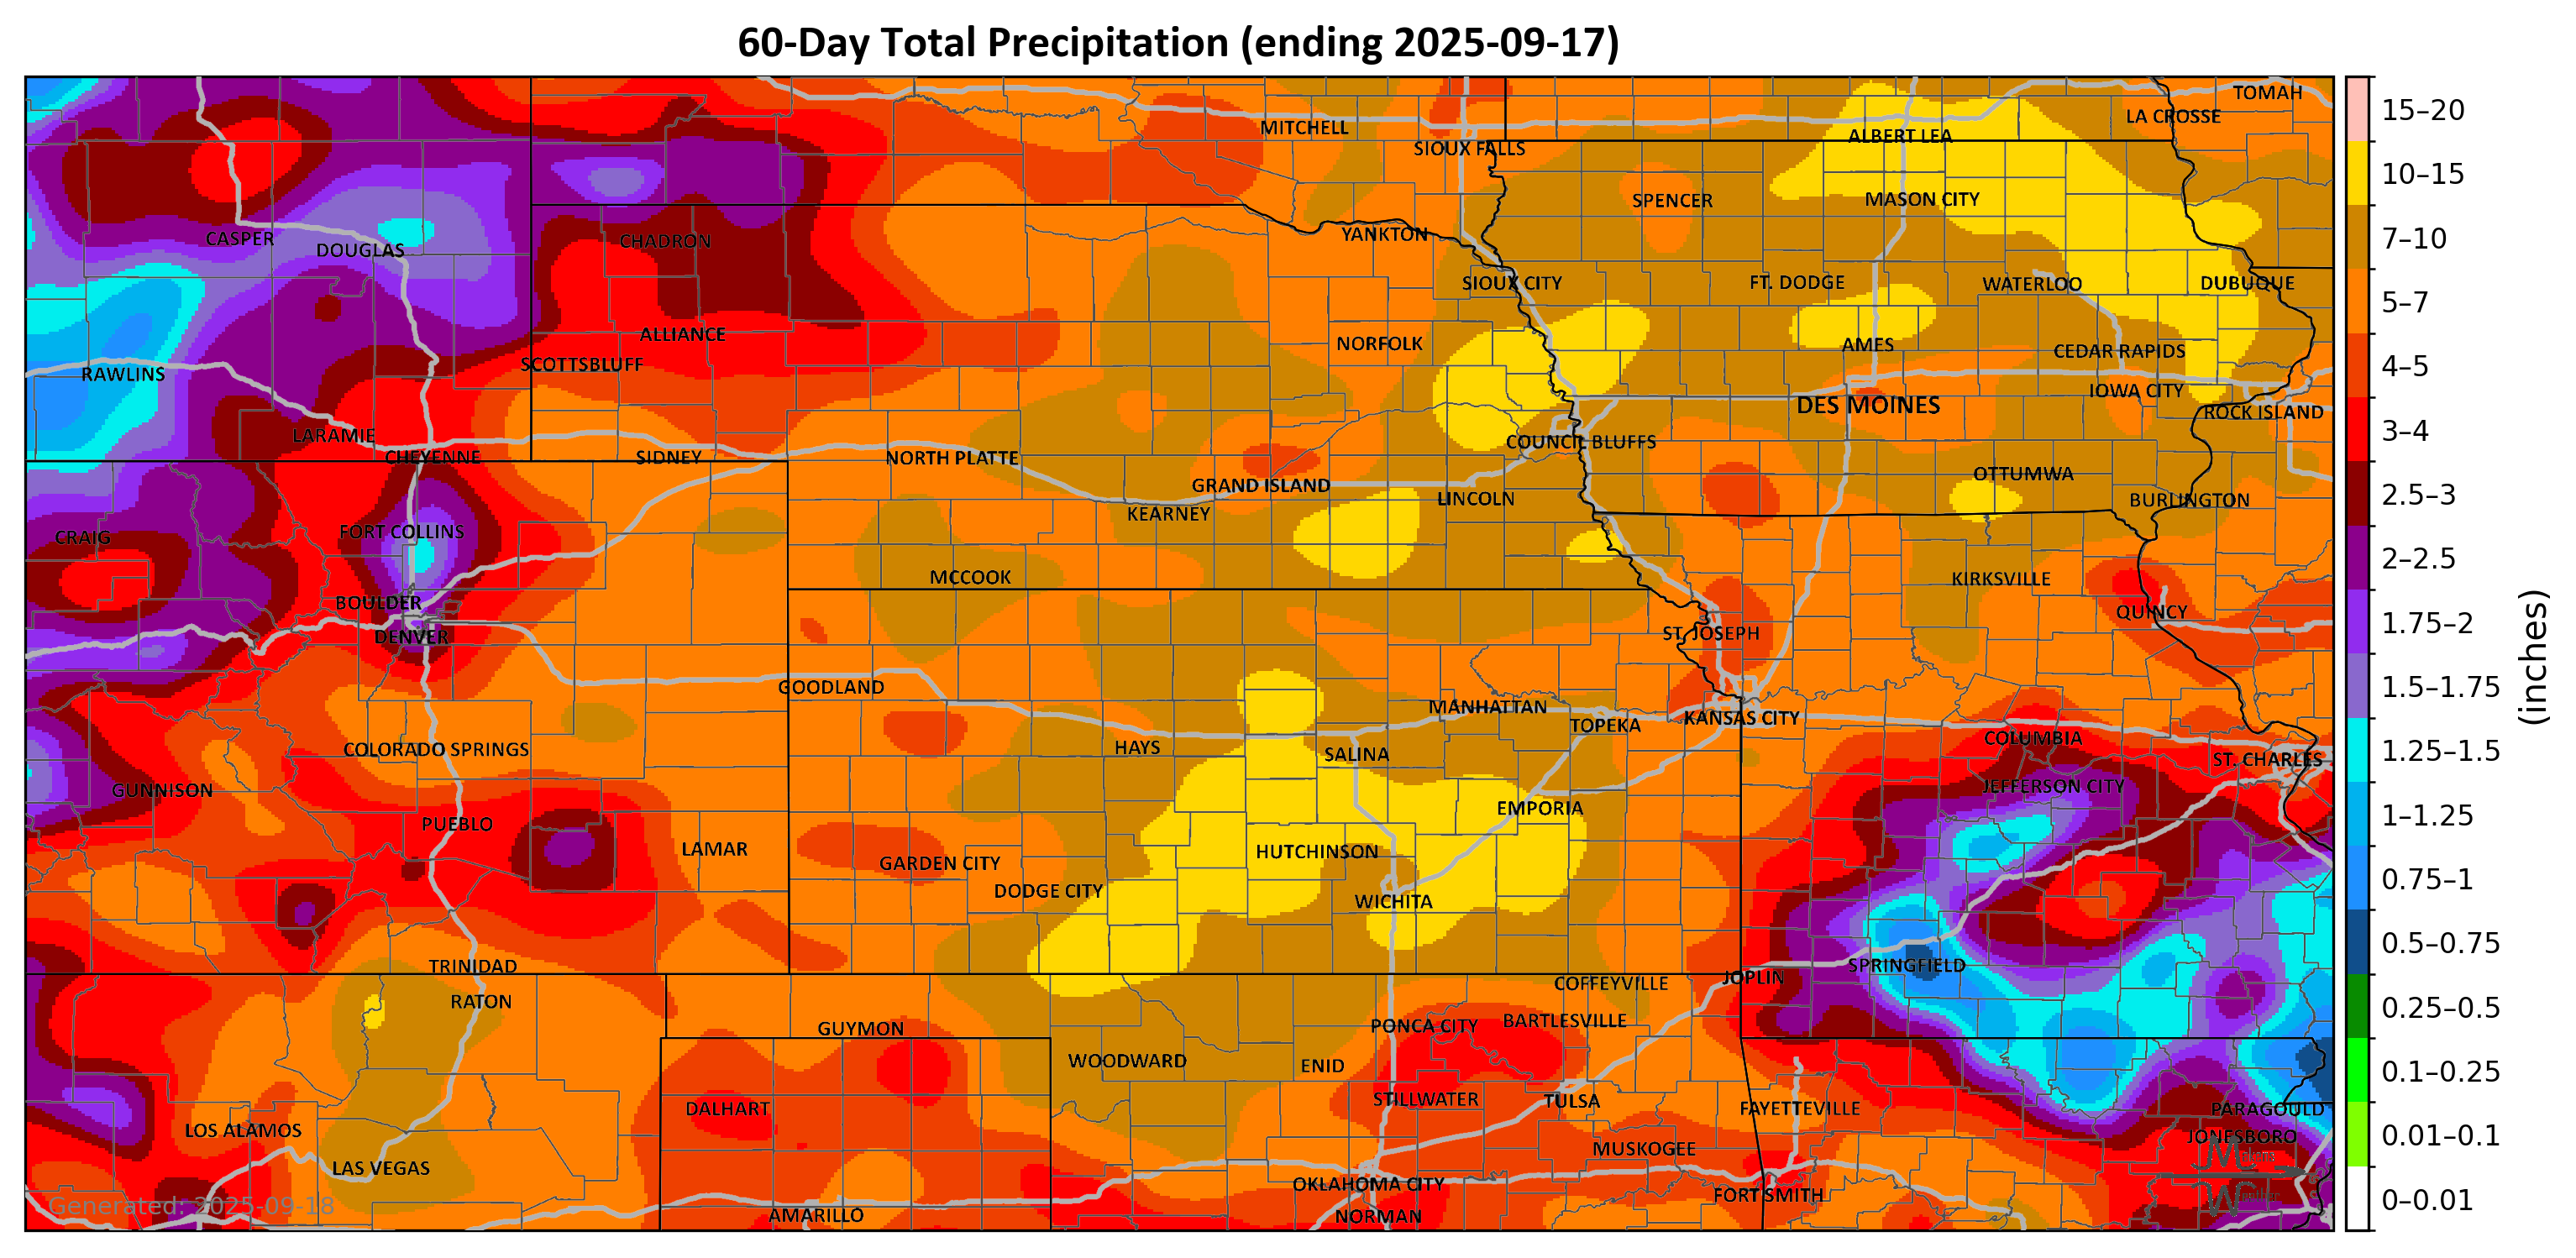 60-Day Total Precipitation (ending 2025-09-17)
TOMAH
LA CROSSE
MITCHELL
ALBERT LEA
SIOUX FALLS
SPENCER
MASON CITY
YANKTON
CASPER
DOUGLAS
CHADRON
SIOUX CITY
FT. DODGE
WATERLOO
DUBUQUE
ALLIANCE
NORFOLK
AMES
CEDAR RAPIDS
SCOTTSBLUFF
RAWLINS
IOWA CITY
DES MOINES
ROCK ISLAND
LARAMIE
COUNCIL BLUFFS
CHEYENNE
SIDNEY
NORTH PLATTE
OTTUMWA
GRAND ISLAND
LINCOLN
BURLINGTON
KEARNEY
FORT COLLINS
CRAIG
MCCOOK
KIRKSVILLE
BOULDER
QUINCY
DENVER
ST. JOSEPH
GOODLAND
MANHATTAN
KANSAS CITY
TOPEKA
COLUMBIA
COLORADO SPRINGS
HAYS
SALINA
ST. CHARLES
GUNNISON
JEFFERSON CITY
EMPORIA
PUEBLO
LAMAR
HUTCHINSON
GARDEN CITY
DODGE CITY
WICHITA
TRINIDAD
SPRINGFIELD
JOPLIN
COFFEYVILLE
RATON
GUYMON
PONCA CITY
BARTLESVILLE
WOODWARD
ENID
DALHART
STILLWATER
TULSA
FAYETTEVILLE
PARAGOULD
LOS ALAMOS
JONESBORO
MUSKOGEE
LAS VEGAS
OKLAHOMA CITY
FORT SMITH
AMARILLO
NORMAN
Generated: 2025-09-18
15–20
10–15
7–10
5–7
4–5
3–4
2.5–3
2–2.5
1.75–2
1.5–1.75
1.25–1.5
1–1.25
0.75–1
0.5–0.75
0.25–0.5
0.1–0.25
0.01–0.1
0–0.01
(inches)